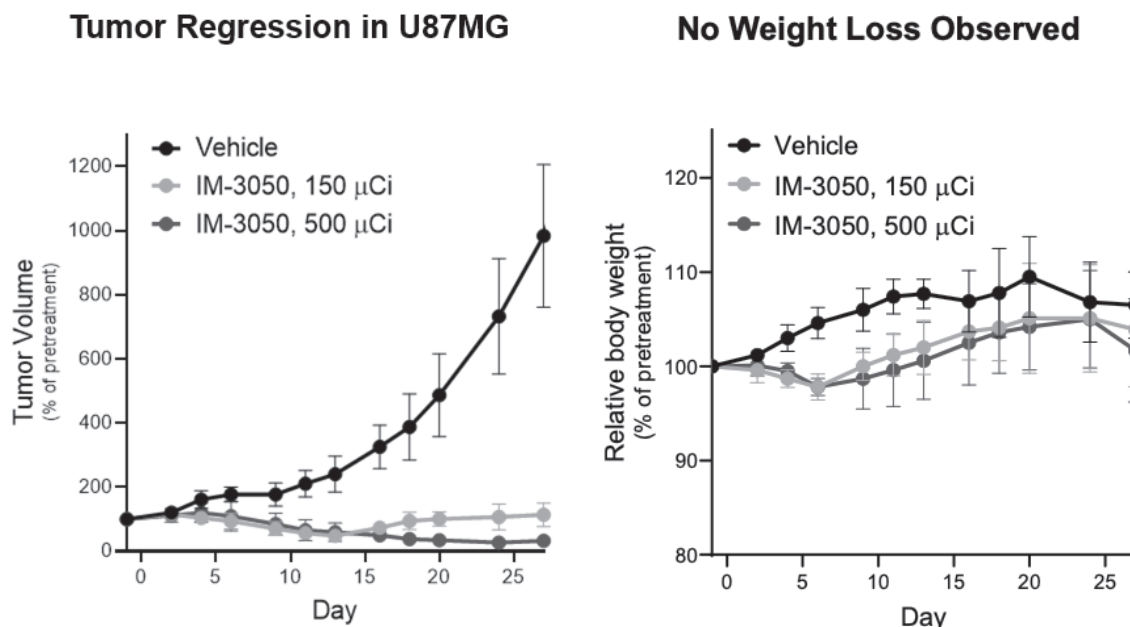 Tumor Regression in U87MG
No Weight Loss Observed
Vehicle
IM-3050, 150 μCi
IM-3050, 500 μCi
Tumor Volume
(% of pretreatment)
1200
1000
800
600
400
200
0
0
5
10
15
20
25
Day
Vehicle
IM-3050, 150 μCi
IM-3050, 500 μCi
Relative body weight
(% of pretreatment)
120
110
100
90
80
0
5
10
15
20
25
Day